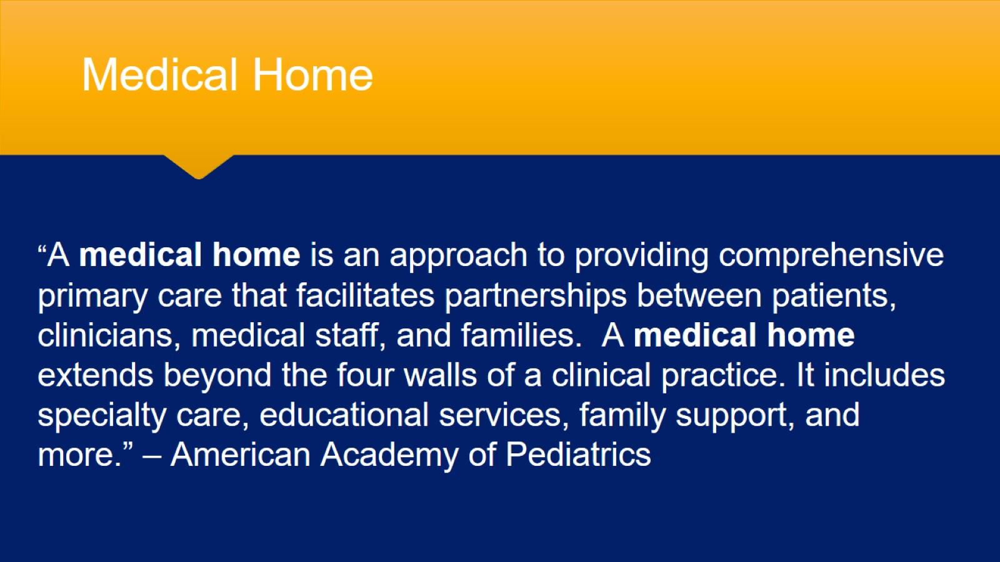 Medical Home
“A medical home is an approach to providing comprehensive
primary care that facilitates partnerships between patients,
clinicians, medical staff, and families.  A medical home
extends beyond the four walls of a clinical practice. It includes
specialty care, educational services, family support, and
more.” – American Academy of Pediatrics